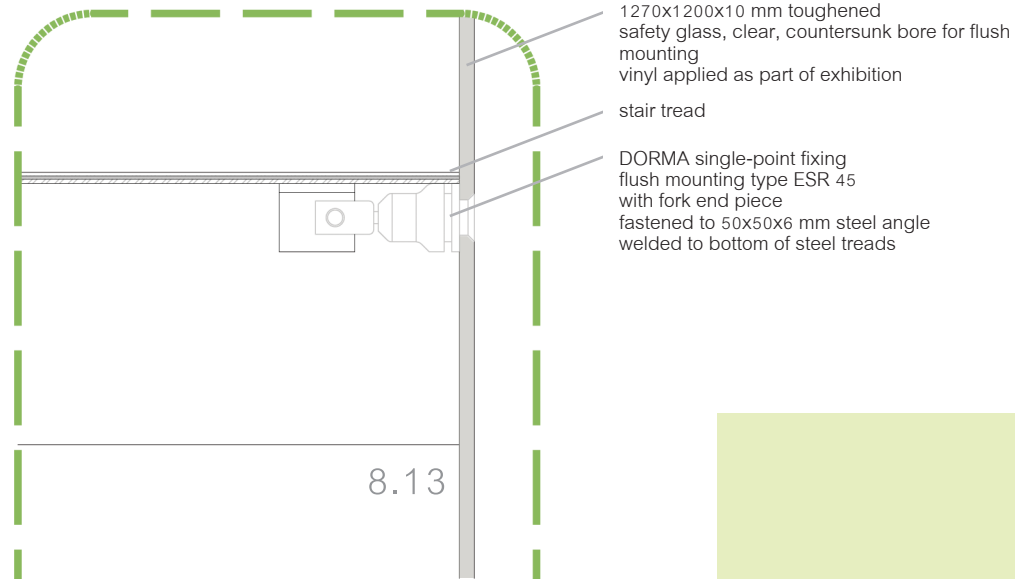 1270x1200x10 mm toughened
safety glass, clear, countersunk bore for flush
mounting
vinyl applied as part of exhibition
stair tread
DORMA single-point fixing
flush mounting type ESR 45
with fork end piece
fastened to 50x50x6 mm steel angle
welded to bottom of steel treads
8.13